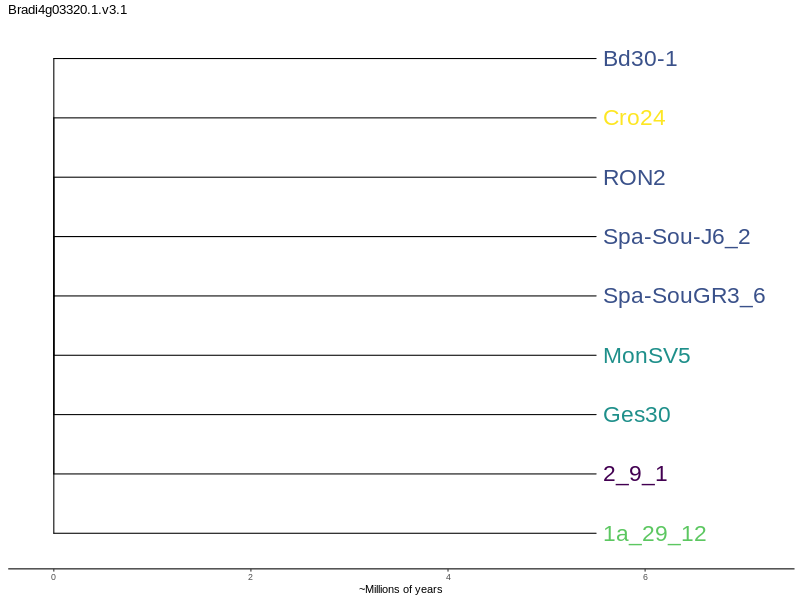 Bradi4g03320.1.v3.1
Bd30-1
Cro24
RON2
Spa-Sou-J6_2
Spa-SouGR3_6
MonSV5
Ges30
2_9_1
1a_29_12
0 2 4 6
~Millions of years